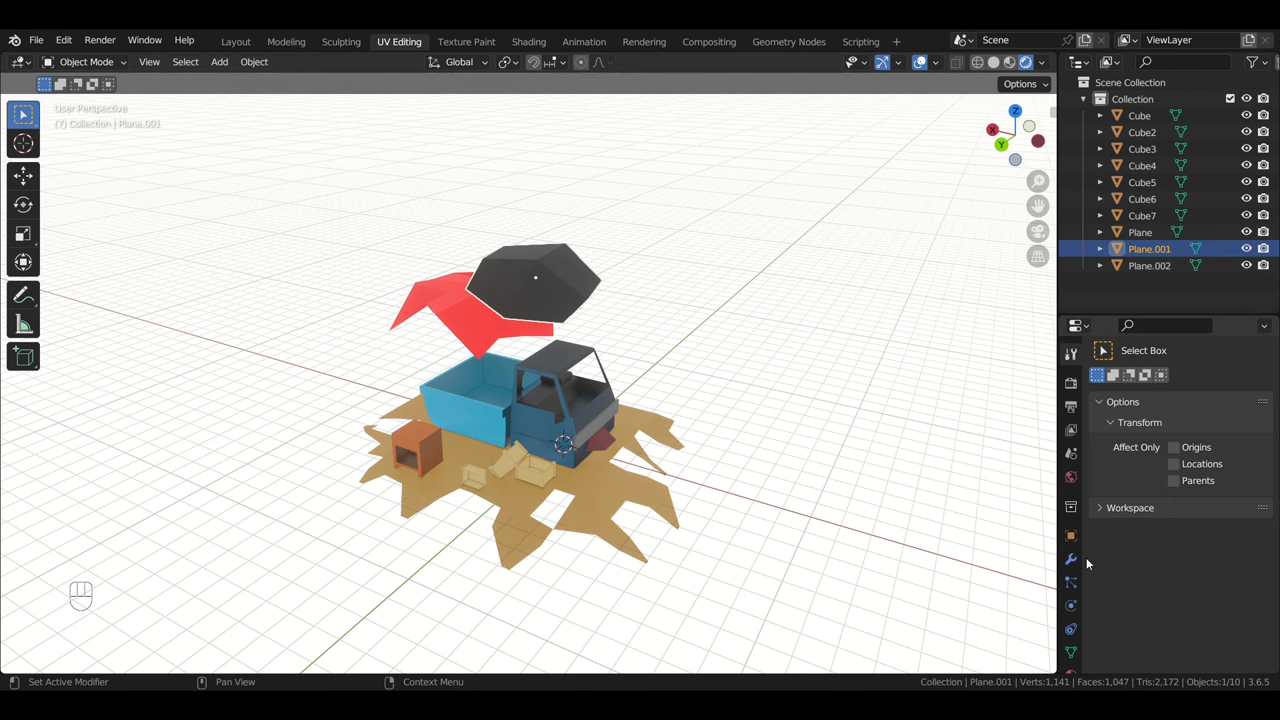 File Edit Render Window Help Layout Modeling Sculpting UV Editing Texture Paint Shading Animation Rendering Compositing Geometry Nodes Scripting + Scene ViewLayer
Object Mode View Select Add Object Global
Options
User Perspective
(7) Collection | Plane.001
X
Y
Z
Scene Collection
Collection
Cube
Cube2
Cube3
Cube4
Cube5
Cube6
Cube7
Plane
Plane.001
Plane.002
Select Box
Options
Transform
Affect Only Origins
Locations
Parents
Workspace
Set Active Modifier Pan View Context Menu Collection | Plane.001 | Verts:1,141 | Faces:1,047 | Tris:2,172 | Objects:1/10 | 3.6.5